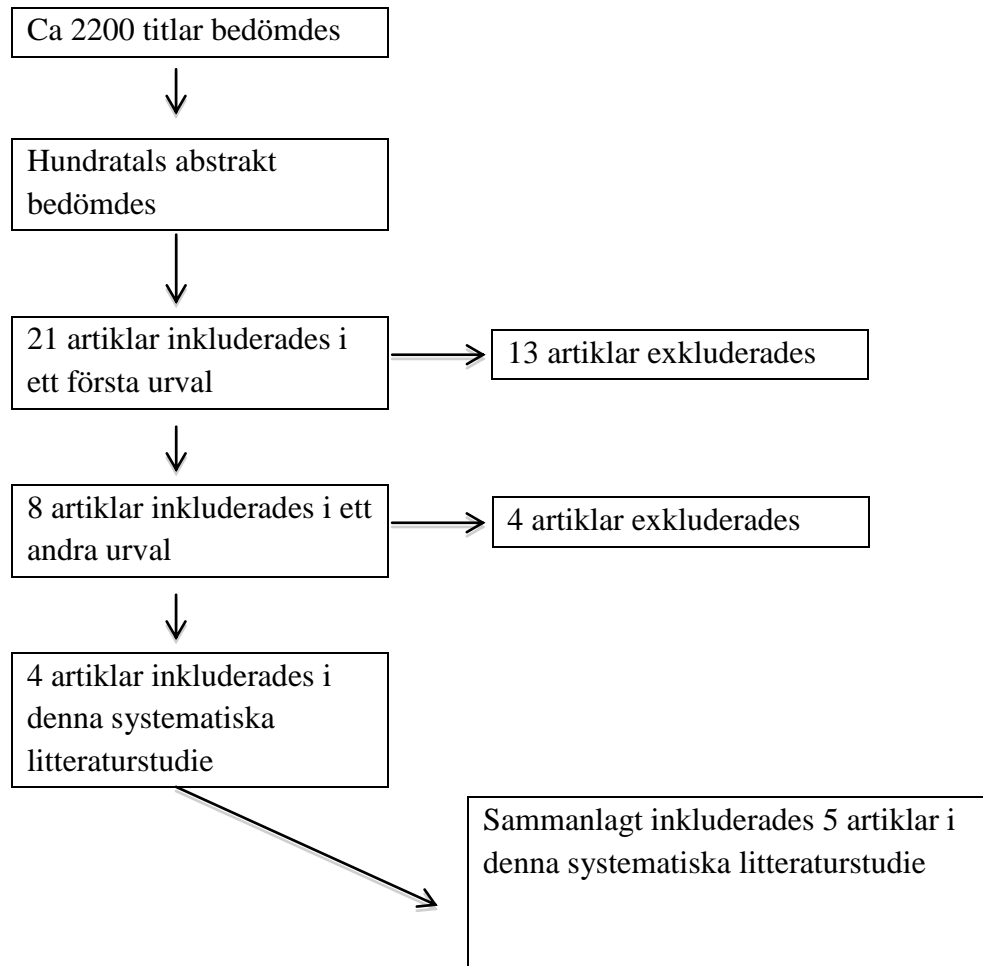 Ca 2200 titlar bedömdes
Hundratals abstrakt
bedömdes
21 artiklar inkluderades i
ett första urval
13 artiklar exkluderades
8 artiklar inkluderades i ett
andra urval
4 artiklar exkluderades
4 artiklar inkluderades i
denna systematiska
litteraturstudie
Sammanlagt inkluderades 5 artiklar i
denna systematiska litteraturstudie